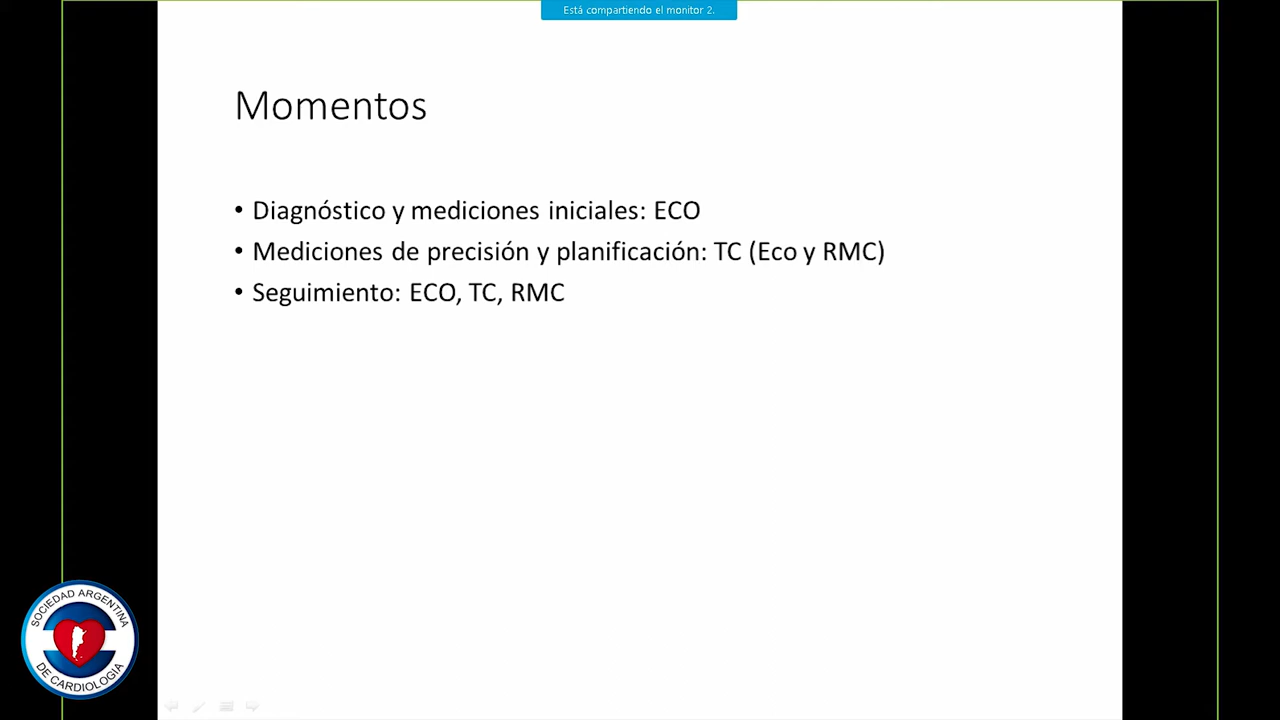 Está compartiendo el monitor 2.
Momentos
• Diagnóstico y mediciones iniciales: ECO
• Mediciones de precisión y planificación: TC (Eco y RMC)
• Seguimiento: ECO, TC, RMC
SOCIEDAD ARGENTINA
DE CARDIOLOGIA